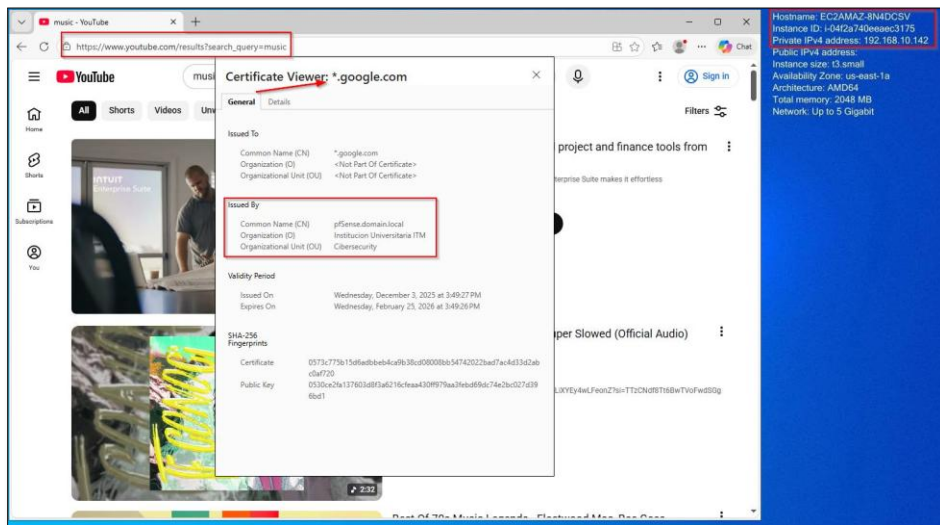 music - YouTube
https://www.youtube.com/results?search_query=music
Chat
YouTube
musi
Sign in
All
Shorts
Videos
Filters
Home
Shorts
Subscriptions
You
INTUIT
Enterprise Suite
Certificate Viewer: *.google.com
General
Details
Issued To
Common Name (CN) *.google.com
Organization (O) <Not Part Of Certificate>
Organizational Unit (OU) <Not Part Of Certificate>
Issued By
Common Name (CN) pfSense.domain.local
Organization (O) Institucion Universitaria ITM
Organizational Unit (OU) Cibersecurity
Validity Period
Issued On Wednesday, December 3, 2025 at 3:49:27 PM
Expires On Wednesday, February 25, 2026 at 3:49:26 PM
SHA-256
Fingerprints
Certificate
Public Key
project and finance tools from
terprise Suite makes it effortless
per Slowed (Official Audio)
2:32
Hostname: EC2AMAZ-8N4DCSV
Instance ID: i-04f2a740eeaec3175
Private IPv4 address: 192.168.10.142
Public IPv4 address:
Instance size: t3.small
Availability Zone: us-east-1a
Architecture: AMD64
Total memory: 2048 MB
Network: Up to 5 Gigabit